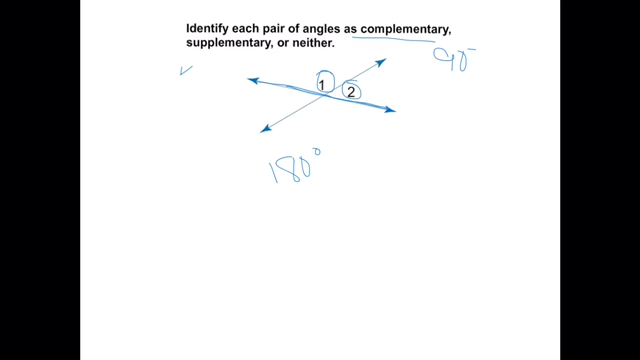 Identify each pair of angles as complementary,
supplementary, or neither.
90°
1
2
180°